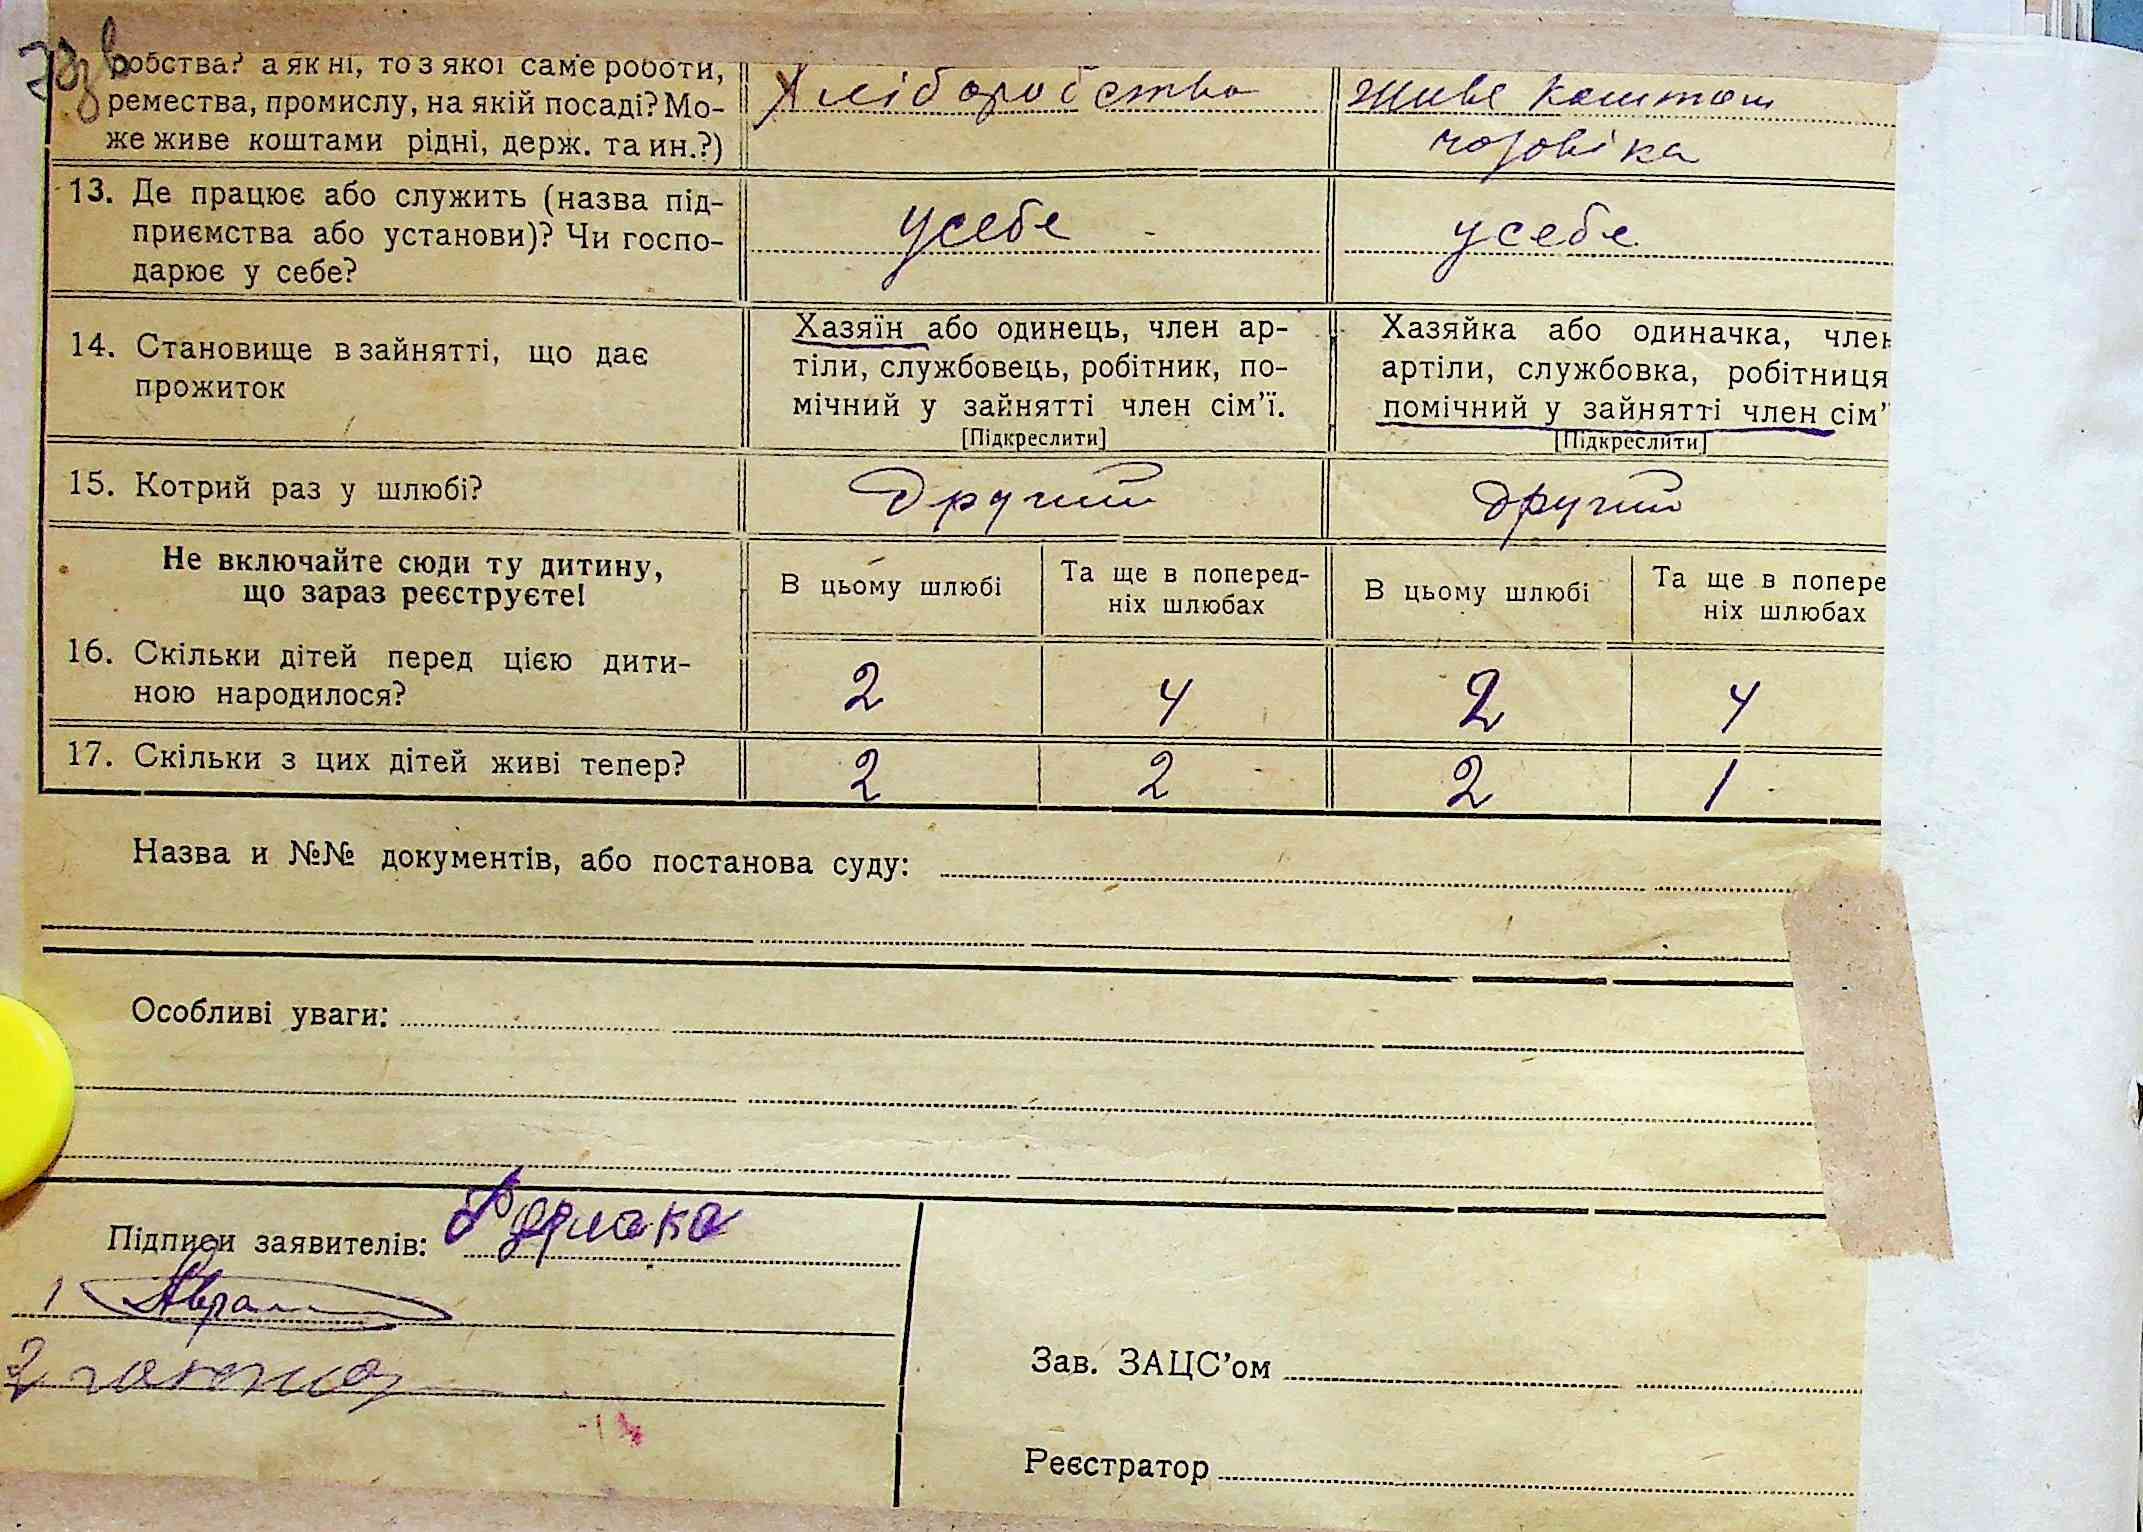 робства? а як ні, то з якої саме роботи,
ремества, промислу, на якій посаді? Мо-
же живе коштами рідні, держ. та ин.?)
Хліборобство
живе коштом
чоловіка
13. Де працює або служить (назва під-
приємства або установи)? Чи госпо-
дарює у себе?
у себе
у себе
14. Становище в зайнятті, що дає
прожиток
Хазяїн або одинець, член ар-
тіли, службовець, робітник, по-
мічний у зайнятті член сім'ї.
[Підкреслити]
Хазяйка або одиначка, член
артіли, службовка, робітниця
помічний у зайнятті член сім'
[Підкреслити]
15. Котрий раз у шлюбі?
другий
другий
Не включайте сюди ту дитину,
що зараз реєструєте!
В цьому шлюбі
Та ще в поперед-
ніх шлюбах
В цьому шлюбі
Та ще в попере
ніх шлюбах
16. Скільки дітей перед цією дити-
ною народилося?
2 4 2 4
17. Скільки з цих дітей живі тепер?
2 2 2 1
Назва и №№ документів, або постанова суду:
Особливі уваги:
Підписи заявителів:
1
2
Зав. ЗАЦС'ом
Реєстратор